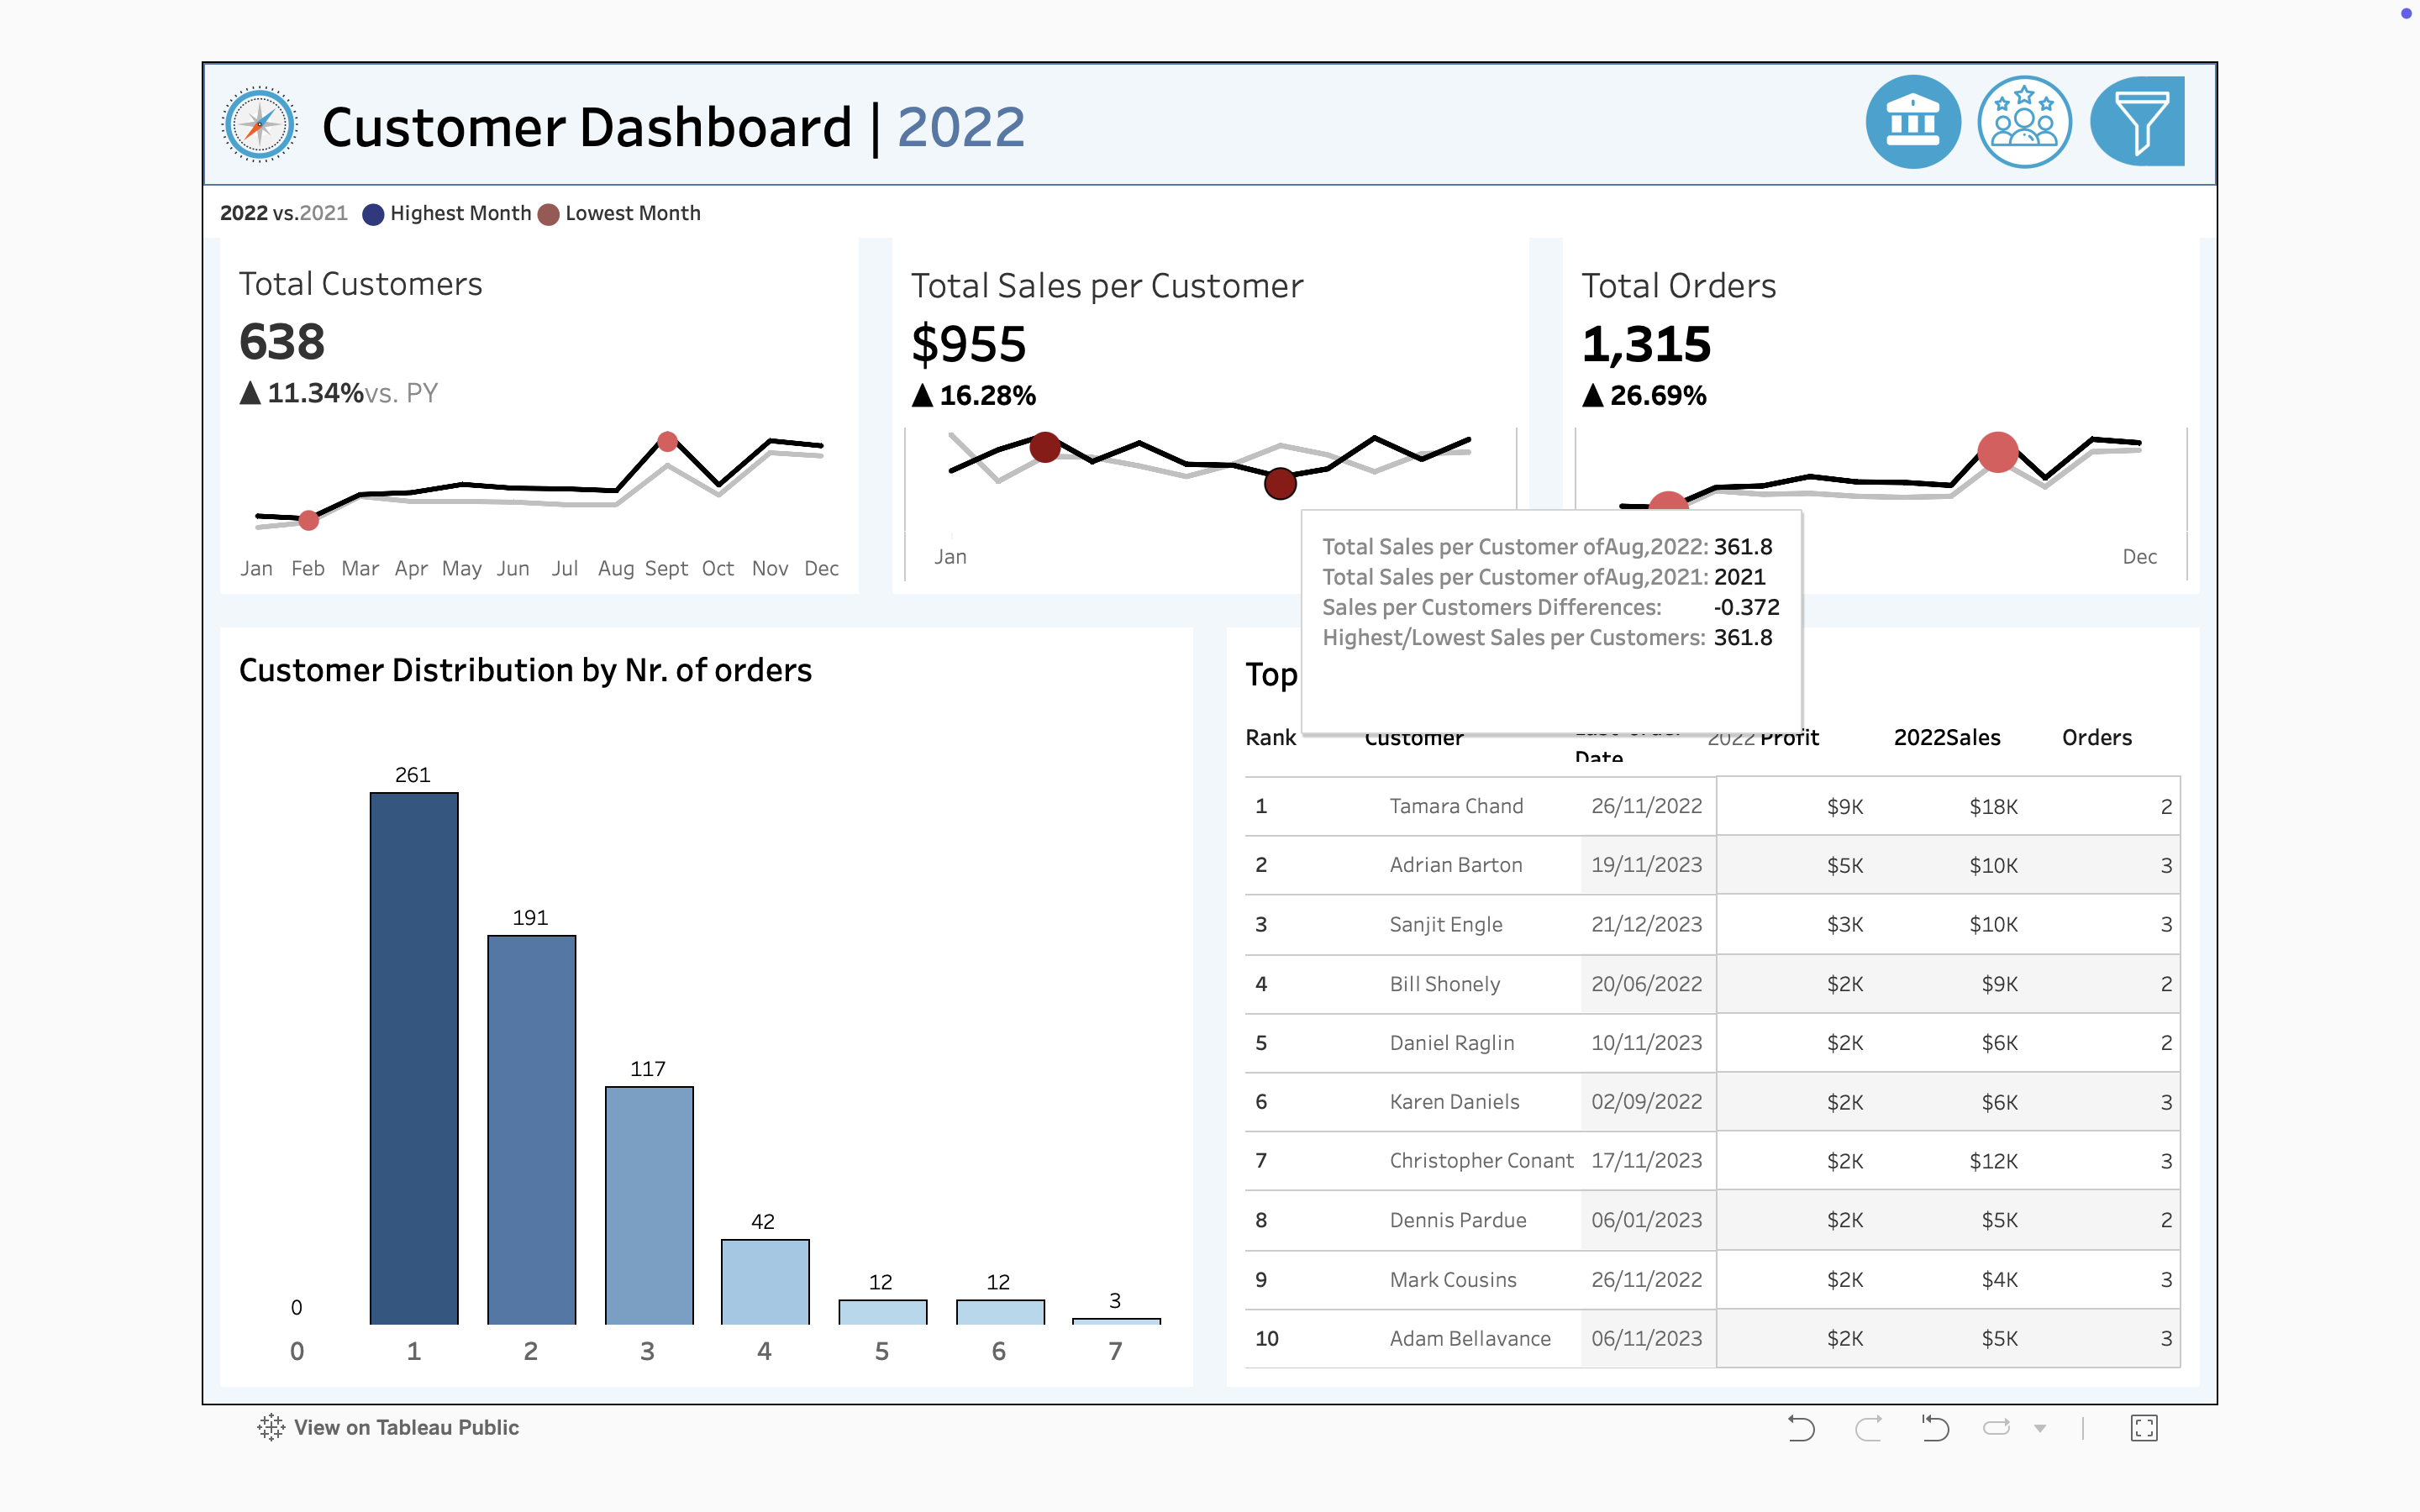 Customer Dashboard | 2022
2022 vs.2021 Highest Month Lowest Month
Total Customers
638
▲ 11.34%vs. PY
Jan Feb Mar Apr May Jun Jul Aug Sept Oct Nov Dec
Total Sales per Customer
$955
▲ 16.28%
Jan
Total Orders
1,315
▲ 26.69%
Dec
Total Sales per Customer ofAug,2022: 361.8
Total Sales per Customer ofAug,2021: 2021
Sales per Customers Differences: -0.372
Highest/Lowest Sales per Customers: 361.8
Customer Distribution by Nr. of orders
261
191
117
42
12
12
3
0
0 1 2 3 4 5 6 7
Top
Rank Customer Date 2022 Profit 2022Sales Orders
1 Tamara Chand 26/11/2022 $9K $18K 2
2 Adrian Barton 19/11/2023 $5K $10K 3
3 Sanjit Engle 21/12/2023 $3K $10K 3
4 Bill Shonely 20/06/2022 $2K $9K 2
5 Daniel Raglin 10/11/2023 $2K $6K 2
6 Karen Daniels 02/09/2022 $2K $6K 3
7 Christopher Conant 17/11/2023 $2K $12K 3
8 Dennis Pardue 06/01/2023 $2K $5K 2
9 Mark Cousins 26/11/2022 $2K $4K 3
10 Adam Bellavance 06/11/2023 $2K $5K 3
View on Tableau Public